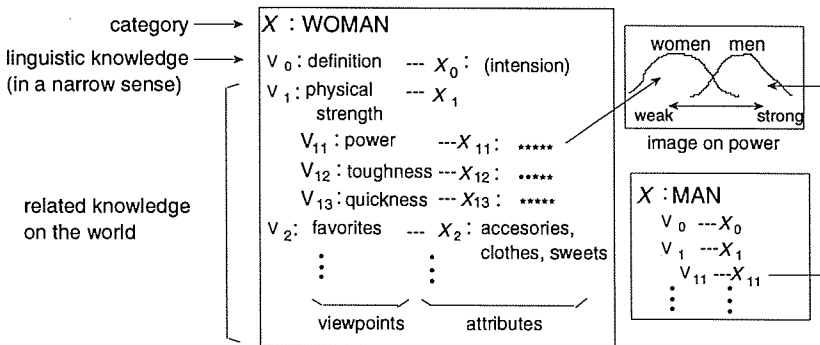 category
linguistic knowledge
(in a narrow sense)
related knowledge
on the world
X : WOMAN
V0 : definition --- X0 : (intension)
V1 : physical
strength --- X1
V11 : power --- X11 : *****
V12 : toughness --- X12 : •••••
V13 : quickness --- X13 : *****
V2 : favorites --- X2 : accesories,
clothes, sweets
viewpoints attributes
women men
weak strong
image on power
X : MAN
V0 --- X0
V1 --- X1
V11 --- X11